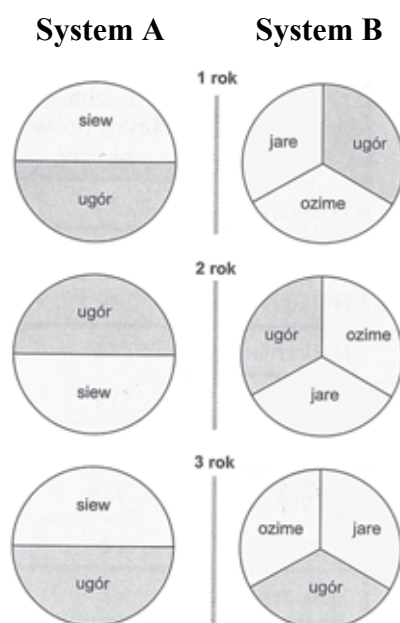 System A
System B
1 rok
siew
ugór
jare
ugór
ozime
2 rok
ugór
siew
ugór
ozime
jare
3 rok
siew
ugór
ozime
jare
ugór